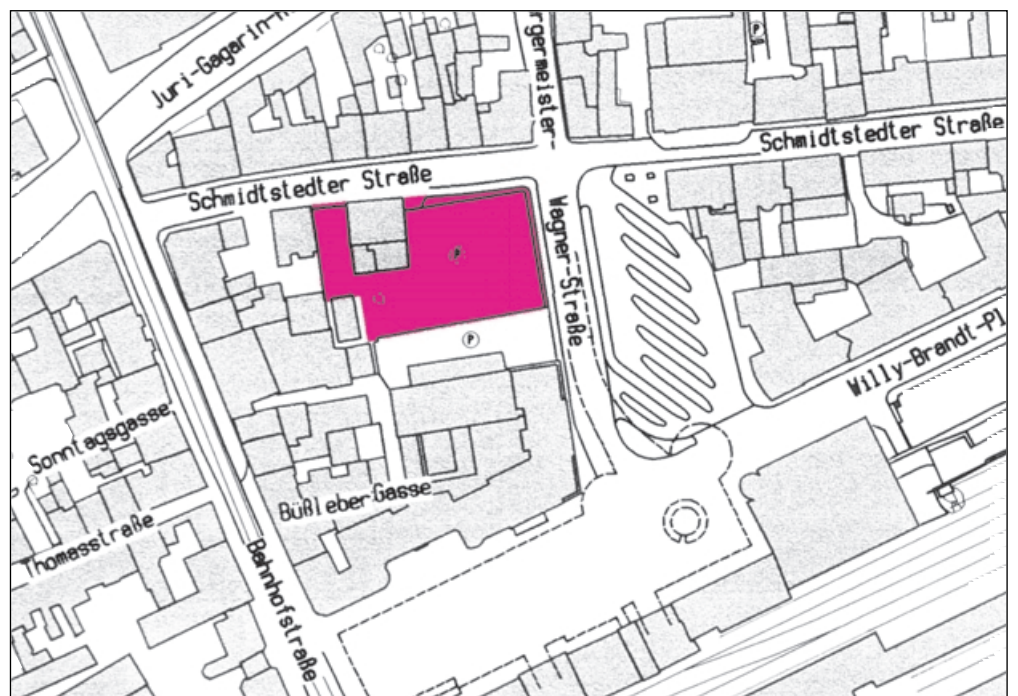 Juri-Gagarin-
P
rgermeister-
Schmidtstedter Straße
Schmidtstedter Straße
Wagner-Straße
P
P
Willy-Brandt-Pl
Sonntagsgasse
Thomasstraße
Büßleber Gasse
Bahnhofstraße